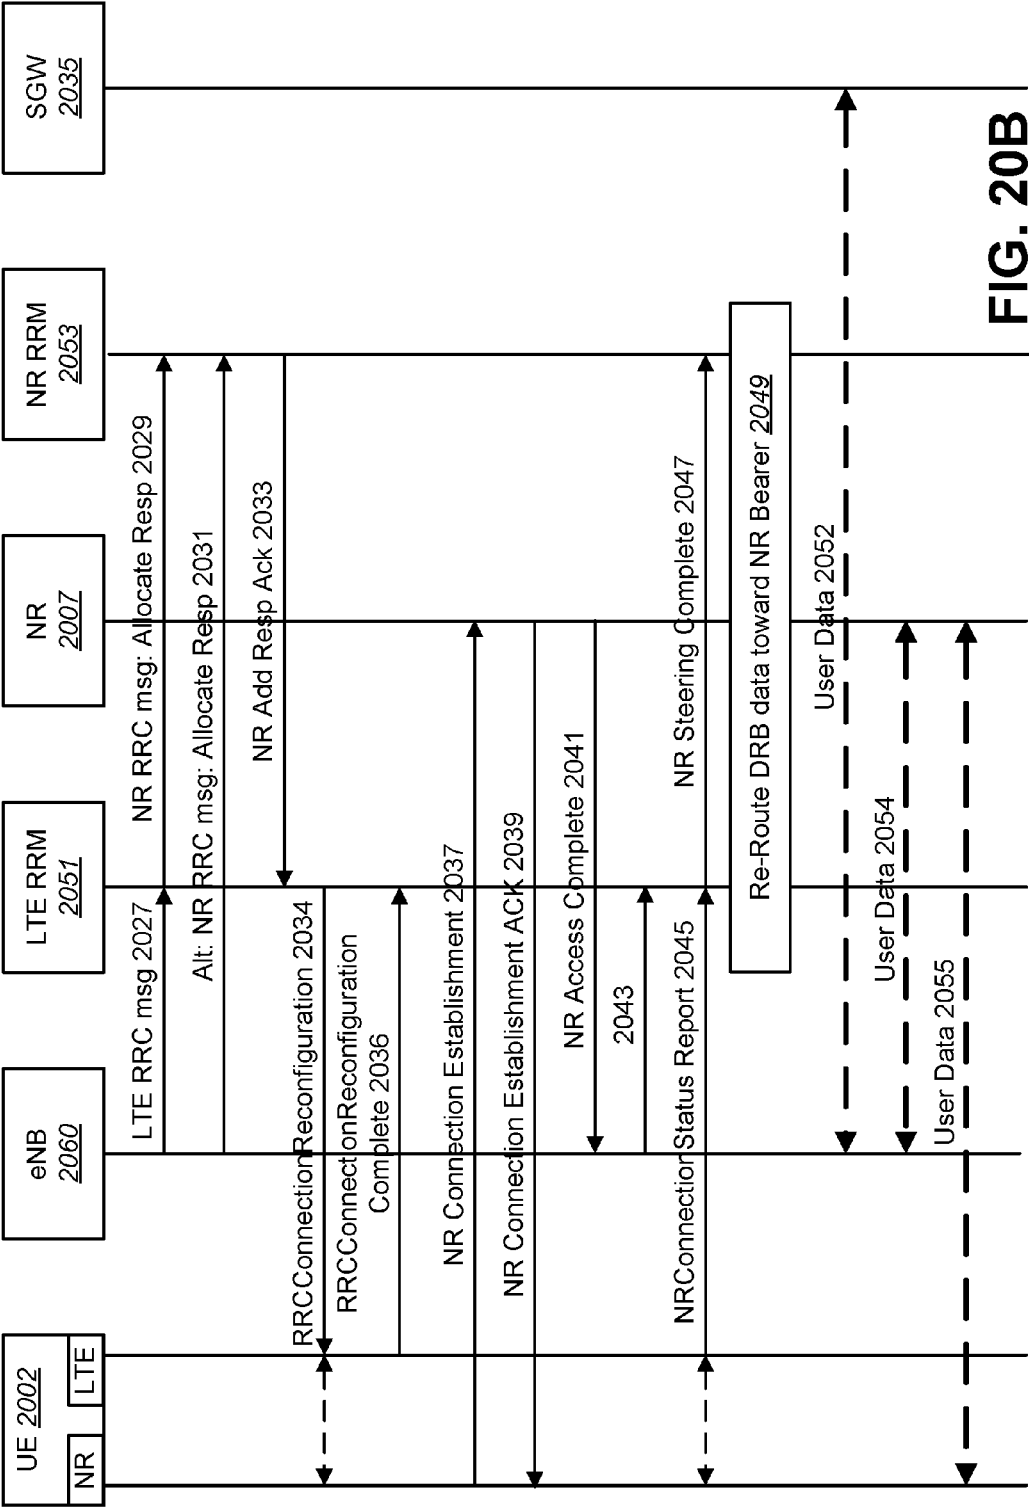 UE 2002
NR
LTE
eNB
2060
LTE RRM
2051
NR
2007
NR RRM
2053
SGW
2035
LTE RRC msg 2027
NR RRC msg: Allocate Resp 2029
Alt: NR RRC msg: Allocate Resp 2031
NR Add Resp Ack 2033
RRCConnectionReconfiguration 2034
RRCConnectionReconfiguration
Complete 2036
NR Connection Establishment 2037
NR Connection Establishment ACK 2039
NR Access Complete 2041
2043
NRConnectionStatus Report 2045
NR Steering Complete 2047
Re-Route DRB data toward NR Bearer 2049
User Data 2052
User Data 2054
User Data 2055
FIG. 20B